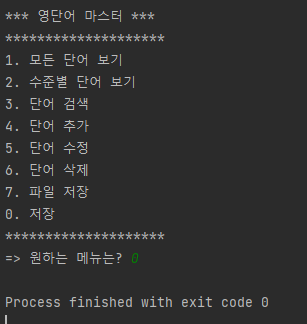 *** 영단어 마스터 ***
********************
1. 모든 단어 보기
2. 수준별 단어 보기
3. 단어 검색
4. 단어 추가
5. 단어 수정
6. 단어 삭제
7. 파일 저장
0. 저장
********************
=> 원하는 메뉴는? 0
Process finished with exit code 0